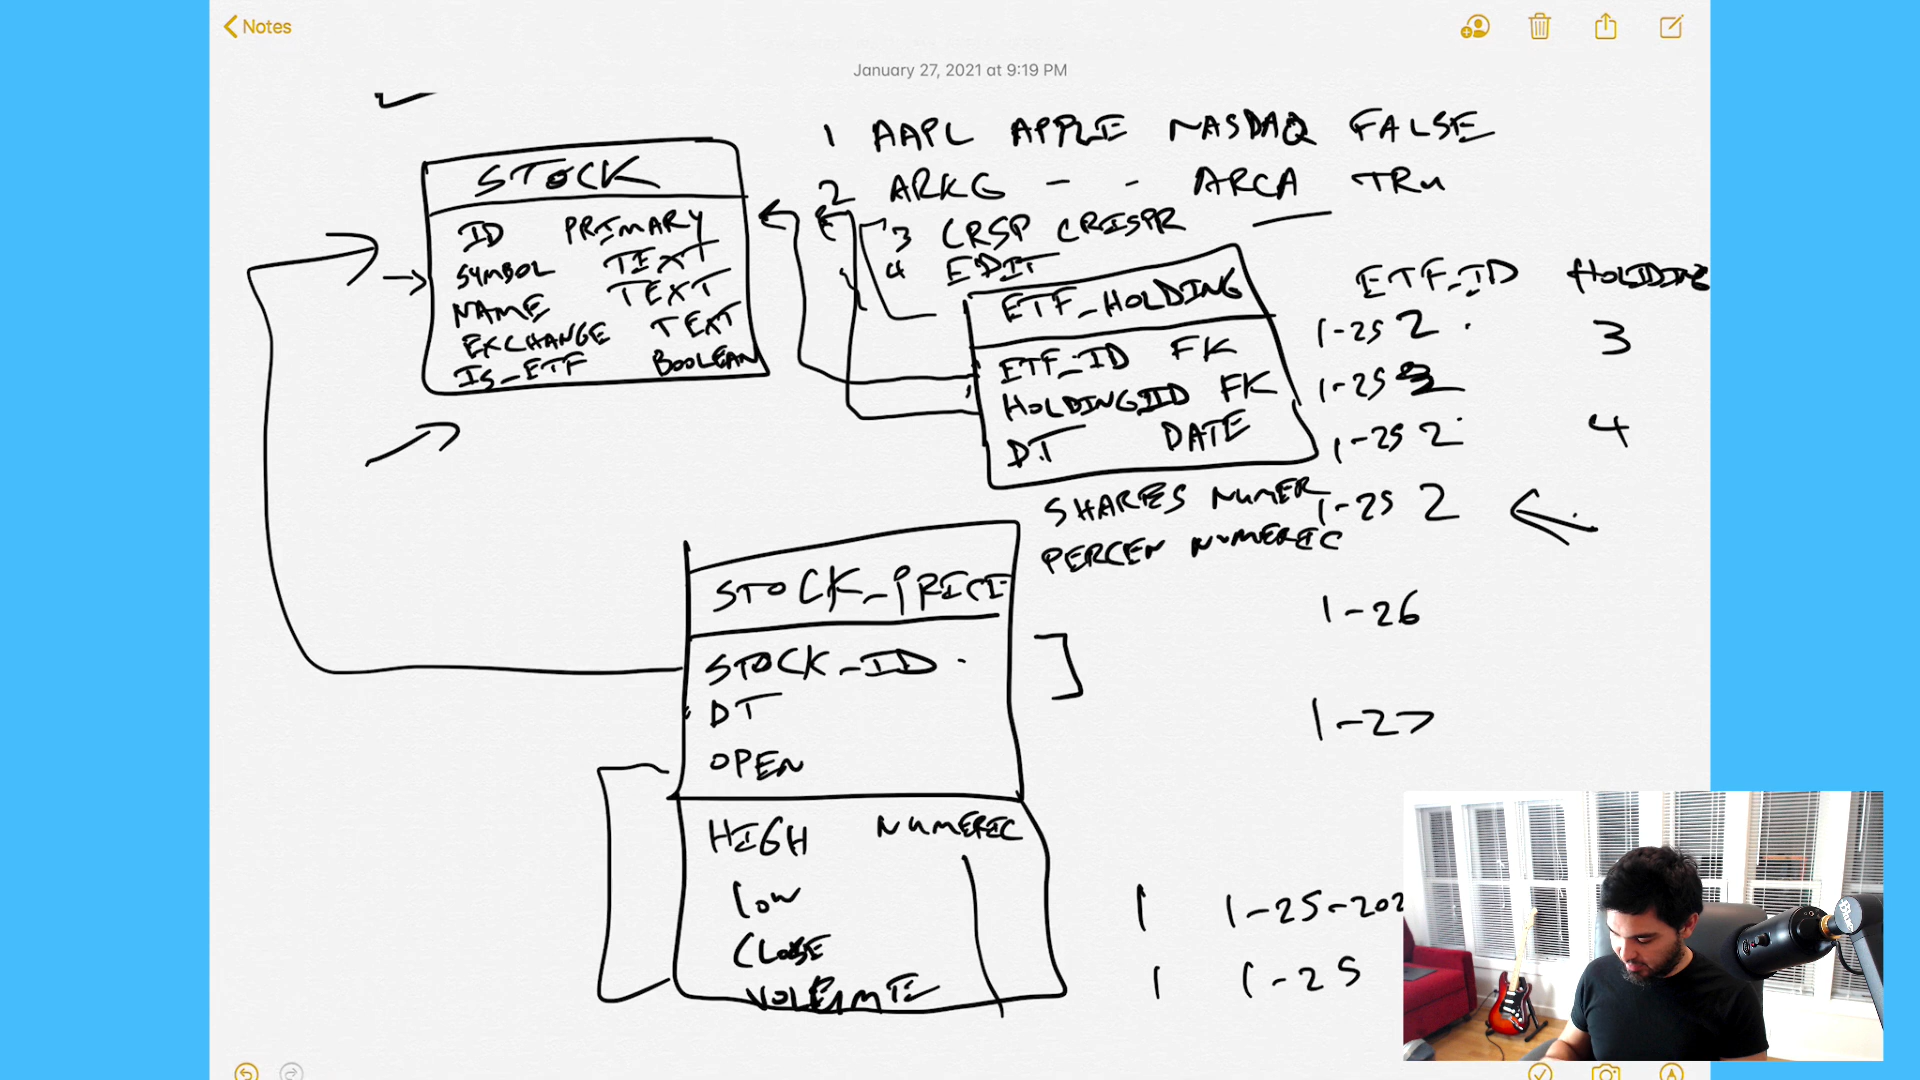 Notes
January 27, 2021 at 9:19 PM
1 AAPL APPLE NASDAQ FALSE
2 ARKG - - ARCA TRU
3 CRSP CRISPR
4 EDIT
STOCK
ID PRIMARY
SYMBOL TEXT
NAME TEXT
EXCHANGE TEXT
IS_ETF BOOLEAN
ETF_HOLDING
ETF_ID FK
HOLDING_ID FK
DT DATE
SHARES NUMER
PERCEN NUMERIC
ETF_ID HOLDING
1-25 2 3
1-25 2
1-25 2 4
1-25 2
1-26
1-27
STOCK_PRICE
STOCK_ID
DT
OPEN
HIGH NUMERIC
LOW
CLOSE
1 1-25-202
1 1-25